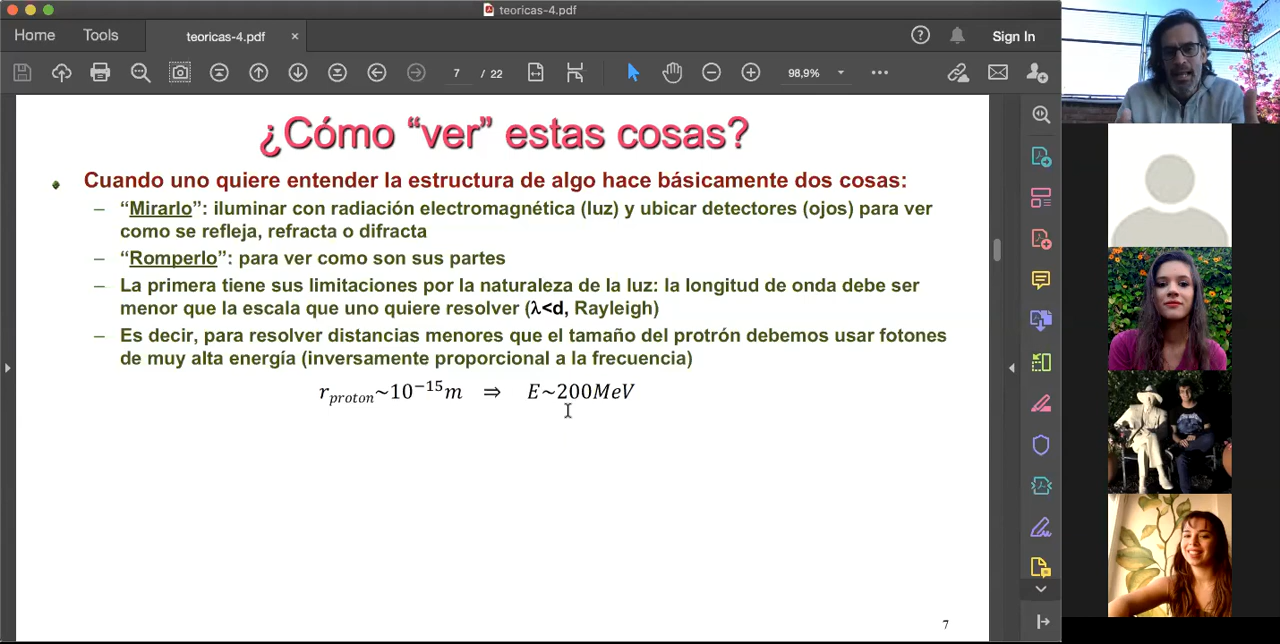 teoricas-4.pdf
Home
Tools
teoricas-4.pdf
×
?
Sign In
7 / 22
98,9%
¿Cómo “ver” estas cosas?
Cuando uno quiere entender la estructura de algo hace básicamente dos cosas:
– “Mirarlo”: iluminar con radiación electromagnética (luz) y ubicar detectores (ojos) para ver
como se refleja, refracta o difracta
– “Romperlo”: para ver como son sus partes
– La primera tiene sus limitaciones por la naturaleza de la luz: la longitud de onda debe ser
menor que la escala que uno quiere resolver (λ<d, Rayleigh)
– Es decir, para resolver distancias menores que el tamaño del protrón debemos usar fotones
de muy alta energía (inversamente proporcional a la frecuencia)
r_proton~10⁻¹⁵m ⇒ E~200MeV
7